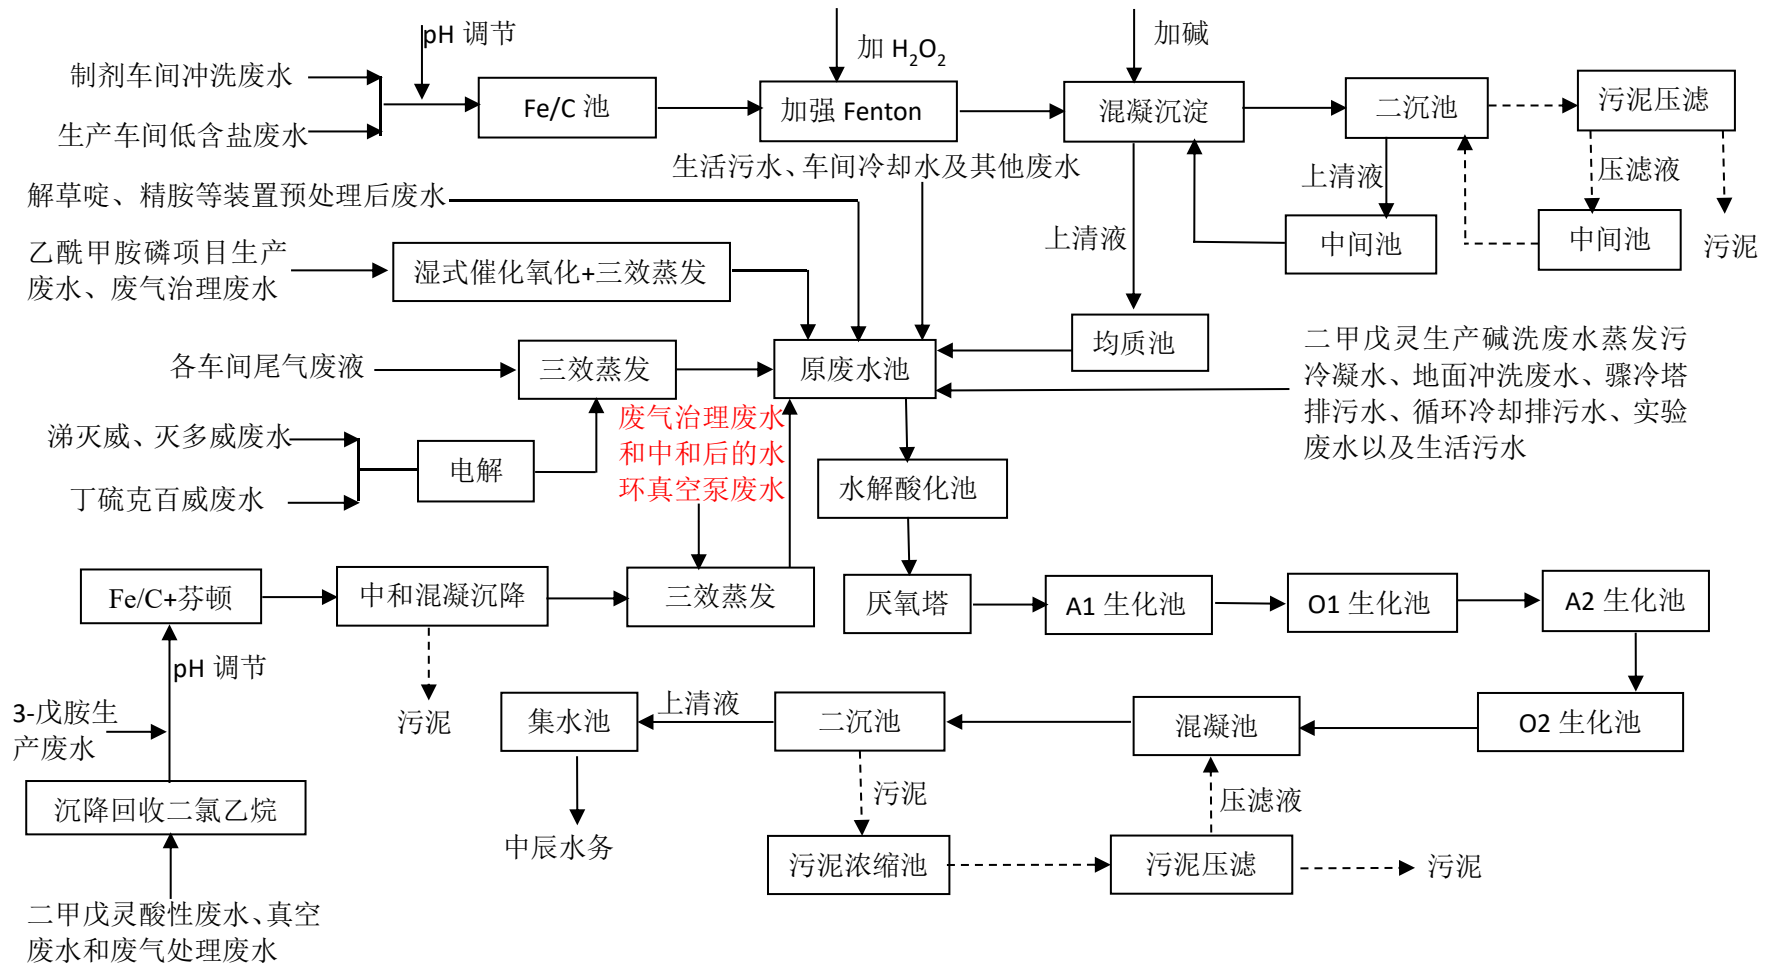 pH 调节
加 H₂O₂
加碱
制剂车间冲洗废水
生产车间低含盐废水
Fe/C 池
加强 Fenton
混凝沉淀
二沉池
污泥压滤
生活污水、车间冷却水及其他废水
上清液
压滤液
解草啶、精胺等装置预处理后废水
上清液
中间池
中间池
污泥
乙酰甲胺磷项目生产
废水、废气治理废水
湿式催化氧化+三效蒸发
均质池
各车间尾气废液
三效蒸发
原废水池
二甲戊灵生产碱洗废水蒸发污
冷凝水、地面冲洗废水、骤冷塔
排污水、循环冷却排污水、实验
废水以及生活污水
涕灭威、灭多威废水
丁硫克百威废水
电解
废气治理废水
和中和后的水
环真空泵废水
水解酸化池
Fe/C+芬顿
中和混凝沉降
三效蒸发
厌氧塔
A1 生化池
O1 生化池
A2 生化池
pH 调节
3-戊胺生
产废水
污泥
集水池
上清液
二沉池
混凝池
O2 生化池
沉降回收二氯乙烷
中辰水务
污泥
压滤液
污泥浓缩池
污泥压滤
污泥
二甲戊灵酸性废水、真空
废水和废气处理废水